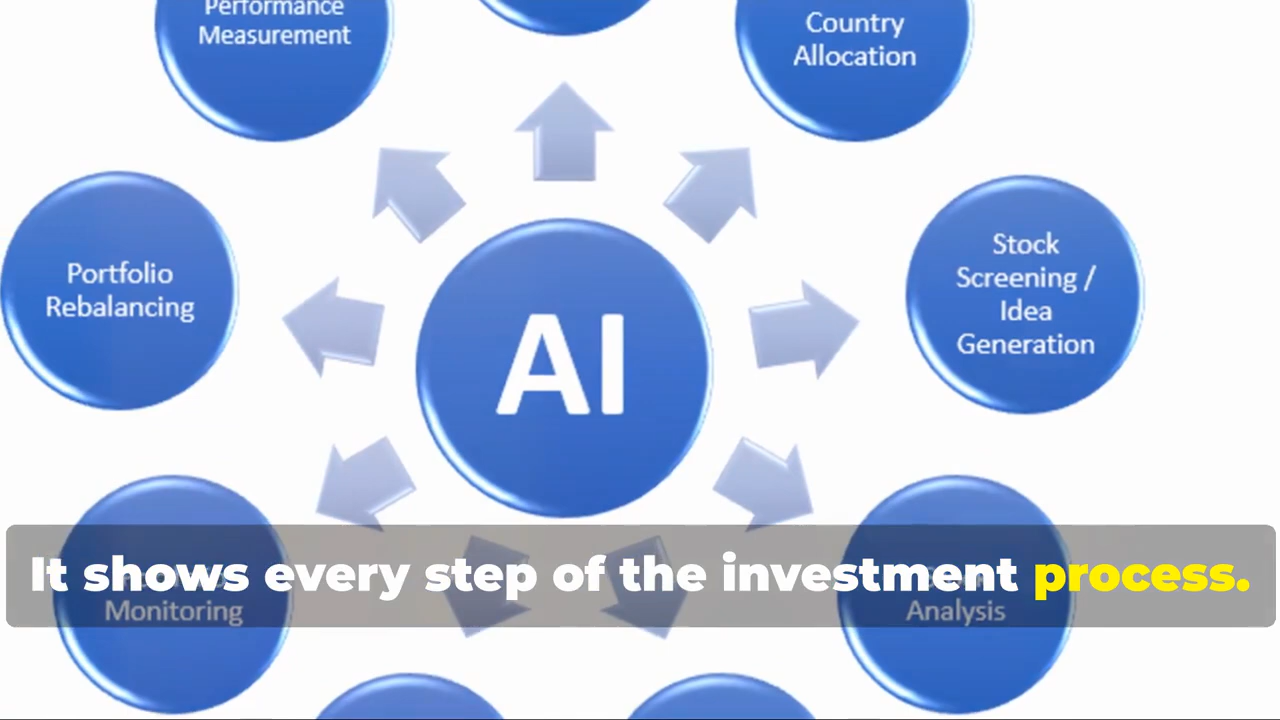 Performance
Measurement
Country
Allocation
Portfolio
Rebalancing
AI
Stock
Screening /
Idea
Generation
It shows every step of the investment process.
Monitoring
Analysis